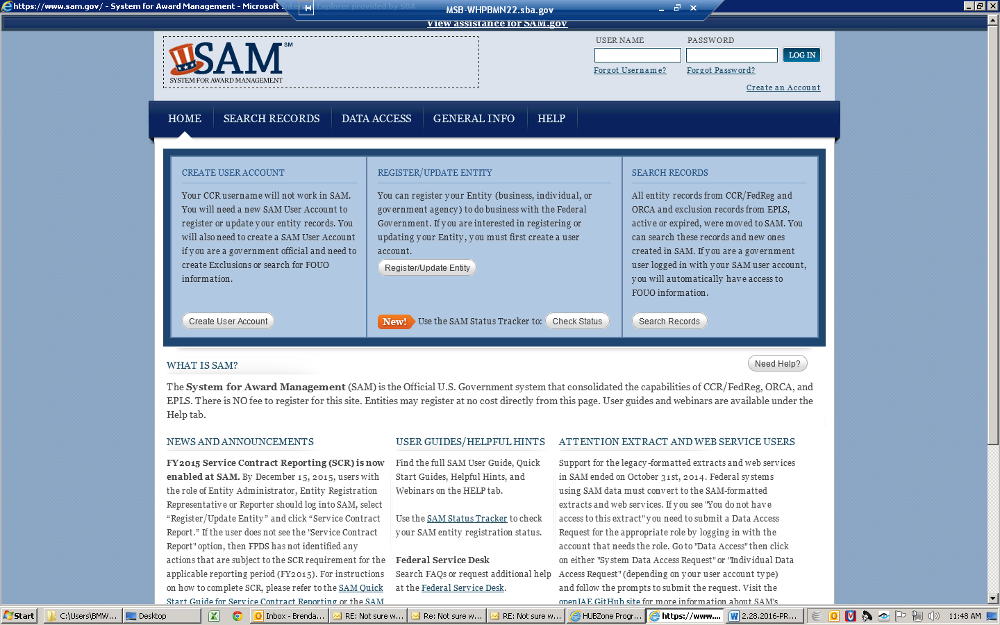 https://www.sam.gov/ - System for Award Management - Microsoft Internet Explorer provided by SBA
MSB-WHPBMN22.sba.gov
View assistance for SAM.gov
SAM SM
SYSTEM FOR AWARD MANAGEMENT
USER NAME PASSWORD
LOG IN
Forgot Username? Forgot Password?
Create an Account
HOME SEARCH RECORDS DATA ACCESS GENERAL INFO HELP
CREATE USER ACCOUNT
Your CCR username will not work in SAM.
You will need a new SAM User Account to
register or update your entity records. You
will also need to create a SAM User Account
if you are a government official and need to
create Exclusions or search for FOUO
information.
Create User Account
REGISTER/UPDATE ENTITY
You can register your Entity (business, individual, or
government agency) to do business with the Federal
Government. If you are interested in registering or
updating your Entity, you must first create a user
account.
Register/Update Entity
New! Use the SAM Status Tracker to: Check Status
SEARCH RECORDS
All entity records from CCR/FedReg and
ORCA and exclusion records from EPLS,
active or expired, were moved to SAM. You
can search these records and new ones
created in SAM. If you are a government
user logged in with your SAM user account,
you will automatically have access to
FOUO information.
Search Records
WHAT IS SAM?
Need Help?
The System for Award Management (SAM) is the Official U.S. Government system that consolidated the capabilities of CCR/FedReg, ORCA, and
EPLS. There is NO fee to register for this site. Entities may register at no cost directly from this page. User guides and webinars are available under the
Help tab.
NEWS AND ANNOUNCEMENTS
FY2015 Service Contract Reporting (SCR) is now
enabled at SAM. By December 15, 2015, users with
the role of Entity Administrator, Entity Registration
Representative or Reporter should log into SAM, select
“Register/Update Entity” and click “Service Contract
Report.” If the user does not see the "Service Contract
Report" option, then FPDS has not identified any
actions that are subject to the SCR requirement for the
applicable reporting period (FY2015). For instructions
on how to complete SCR, please refer to the SAM Quick
Start Guide for Service Contract Reporting or the SAM
USER GUIDES/HELPFUL HINTS
Find the full SAM User Guide, Quick
Start Guides, Helpful Hints, and
Webinars on the HELP tab.
Use the SAM Status Tracker to check
your SAM entity registration status.
Federal Service Desk
Search FAQs or request additional help
at the Federal Service Desk.
ATTENTION EXTRACT AND WEB SERVICE USERS
Support for the legacy-formatted extracts and web services
in SAM ended on October 31st, 2014. Federal systems
using SAM data must convert to the SAM-formatted
extracts and web services. If you see "You do not have
access to this extract" you need to submit a Data Access
Request for the appropriate role by logging in with the
account that needs the role. Go to "Data Access" then click
on either "System Data Access Request" or "Individual Data
Access Request" (depending on your user account type)
and follow the prompts to submit the request. Visit the
openIAE GitHub site for more information about SAM's
Start C:\Users\BMW... Desktop Inbox - Brenda... RE: Not sure w... Re: Not sure w... RE: Not sure w... HUBZone Progr... https://www.... 2.28.2016-PR... 11:48 AM